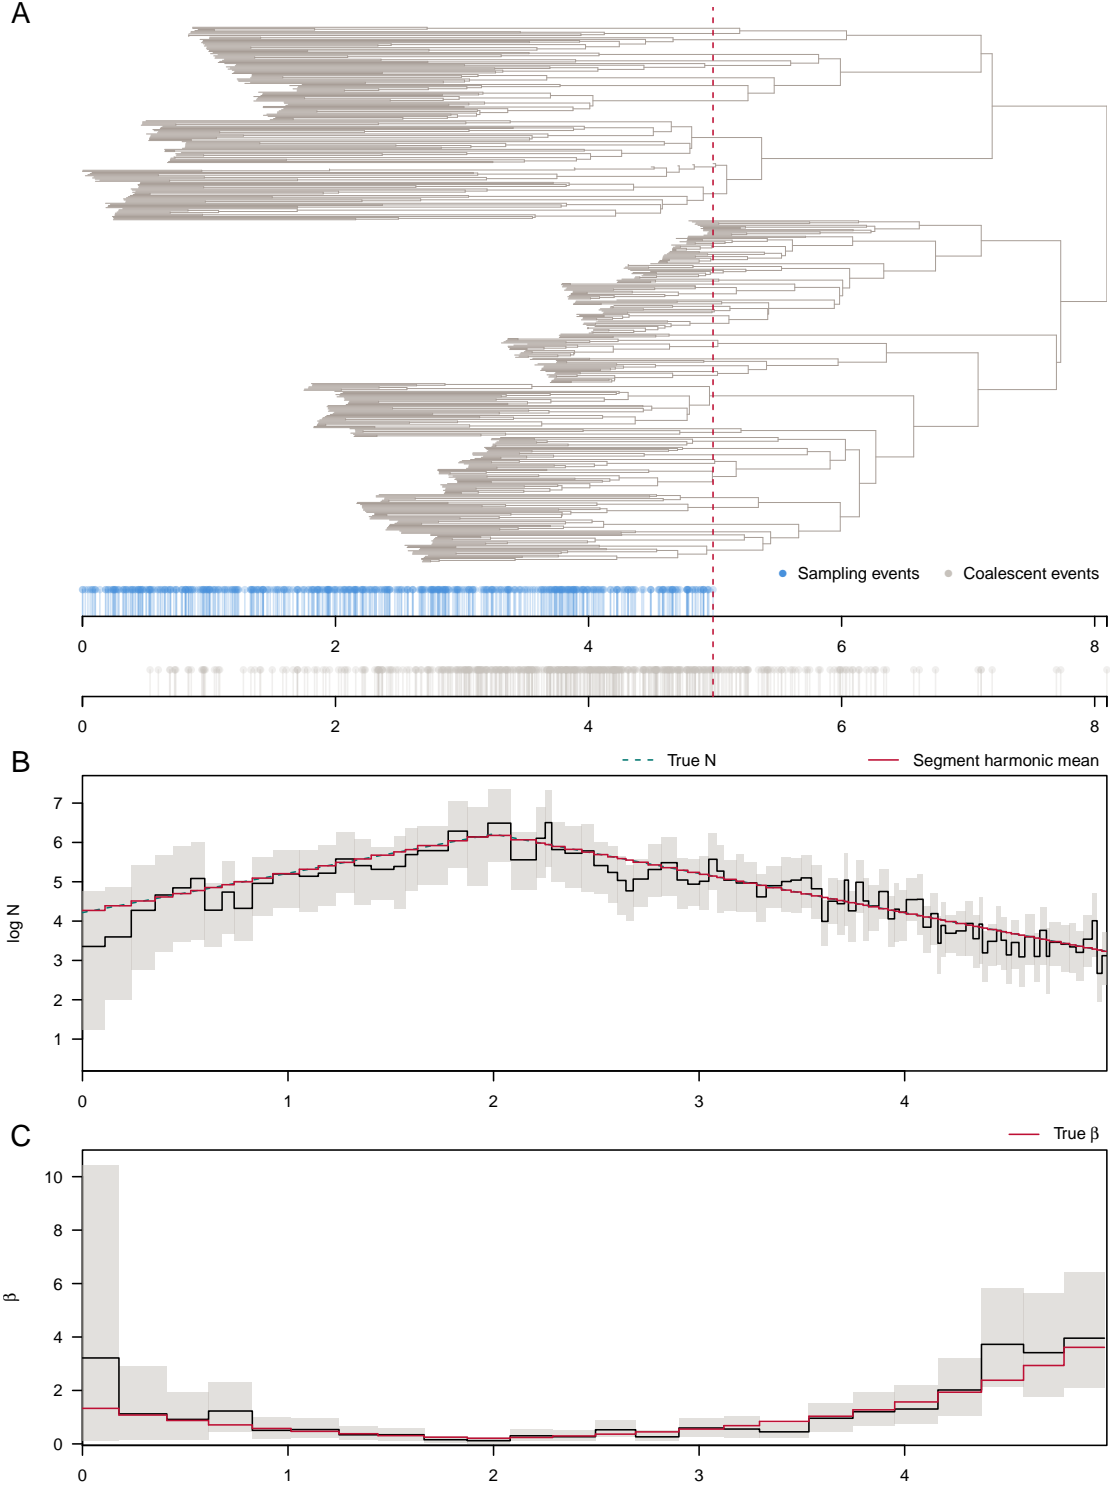 A
Sampling events Coalescent events
0 2 4 6 8
0 2 4 6 8
B
True N Segment harmonic mean
7
6
5
4
3
2
1
log N
0 1 2 3 4
C
True β
10
8
6
4
2
0
β
0 1 2 3 4